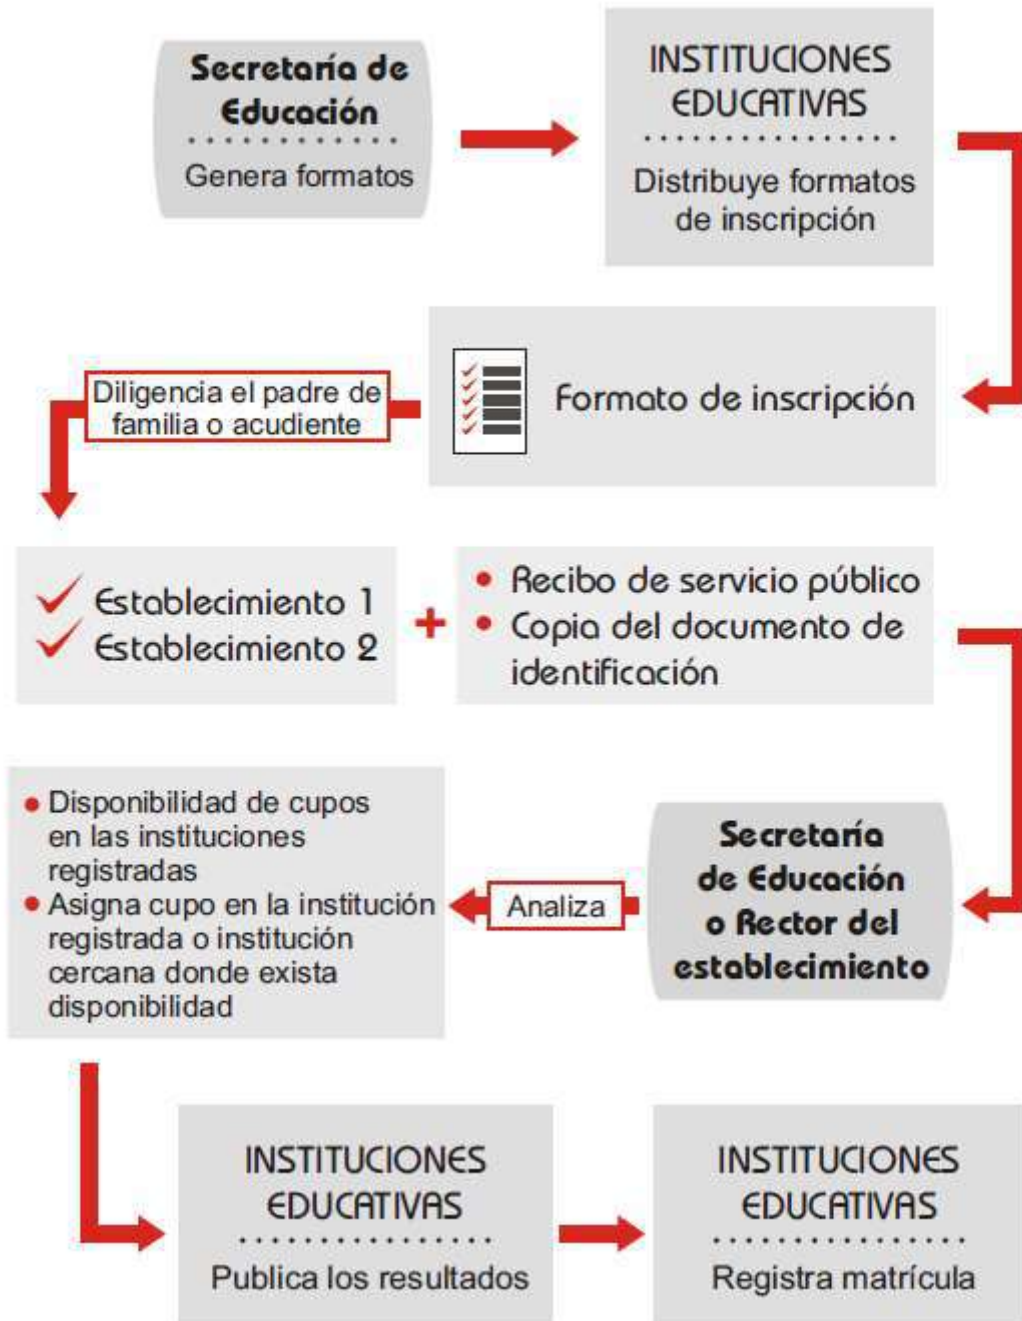 Secretaría de
Educación
Genera formatos
INSTITUCIONES
EDUCATIVAS
Distribuye formatos
de inscripción
Formato de inscripción
Diligencia el padre de
familia o acudiente
Establecimiento 1
Establecimiento 2
+
Recibo de servicio público
Copia del documento de
identificación
Secretaría
de Educación
o Rector del
establecimiento
Analiza
Disponibilidad de cupos
en las instituciones
registradas
Asigna cupo en la institución
registrada o institución
cercana donde exista
disponibilidad
INSTITUCIONES
EDUCATIVAS
Publica los resultados
INSTITUCIONES
EDUCATIVAS
Registra matrícula